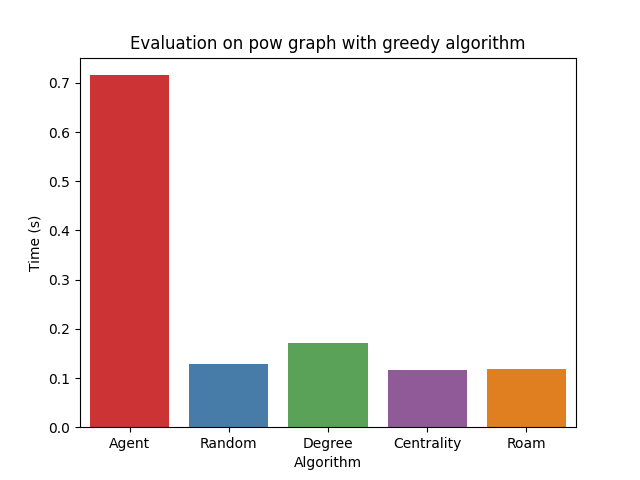 Evaluation on pow graph with greedy algorithm
0.7
0.6
0.5
0.4
0.3
0.2
0.1
0.0
Time (s)
Agent Random Degree Centrality Roam
Algorithm